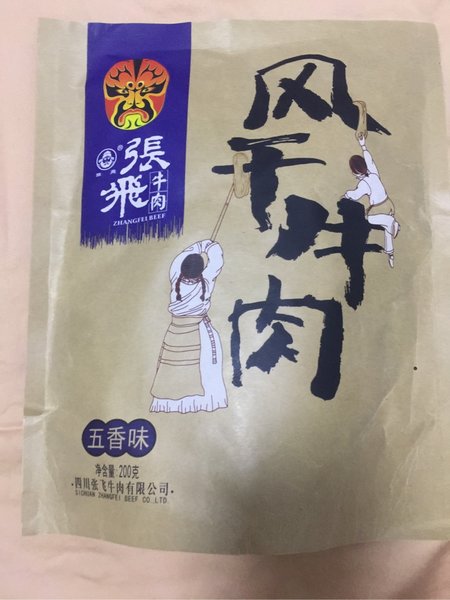 張飛®
牛肉
ZHANGFEI BEEF
风干牛肉
五香味
净含量:200克
·四川张飞牛肉有限公司·
SICHUAN ZHANGFEI BEEF CO.LTD.